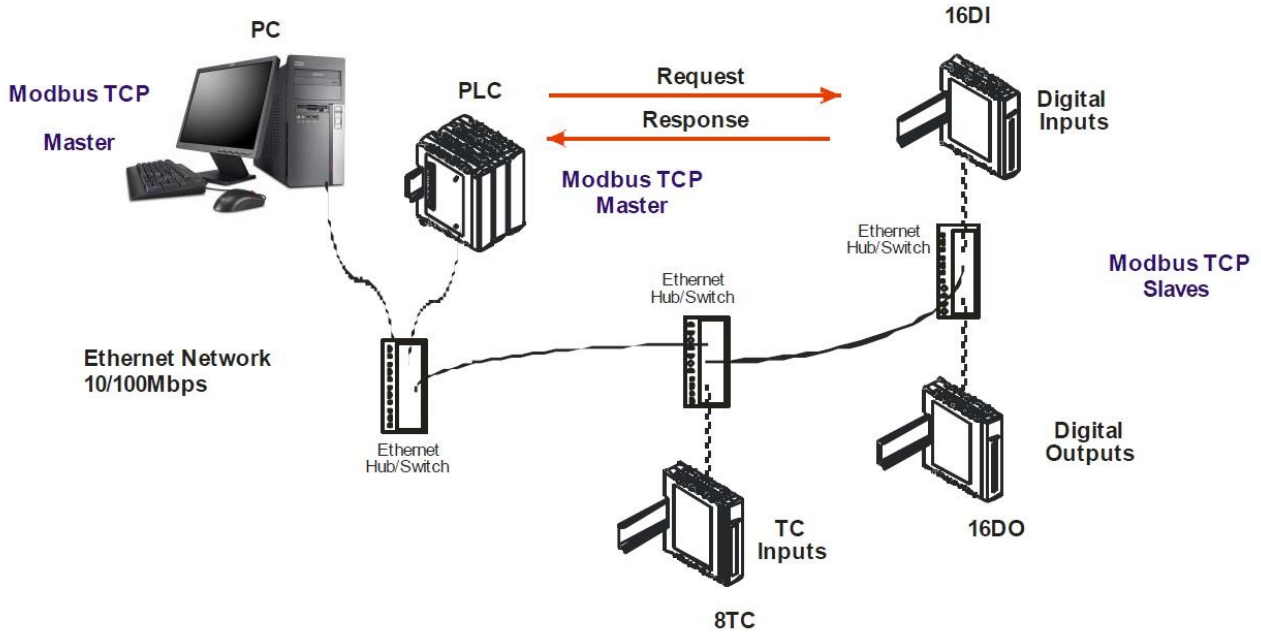 16DI
PC
Modbus TCP
Master
PLC
Request
Response
Digital
Inputs
Modbus TCP
Master
Ethernet
Hub/Switch
Modbus TCP
Slaves
Ethernet
Hub/Switch
Ethernet Network
10/100Mbps
Ethernet
Hub/Switch
Digital
Outputs
TC
Inputs
16DO
8TC